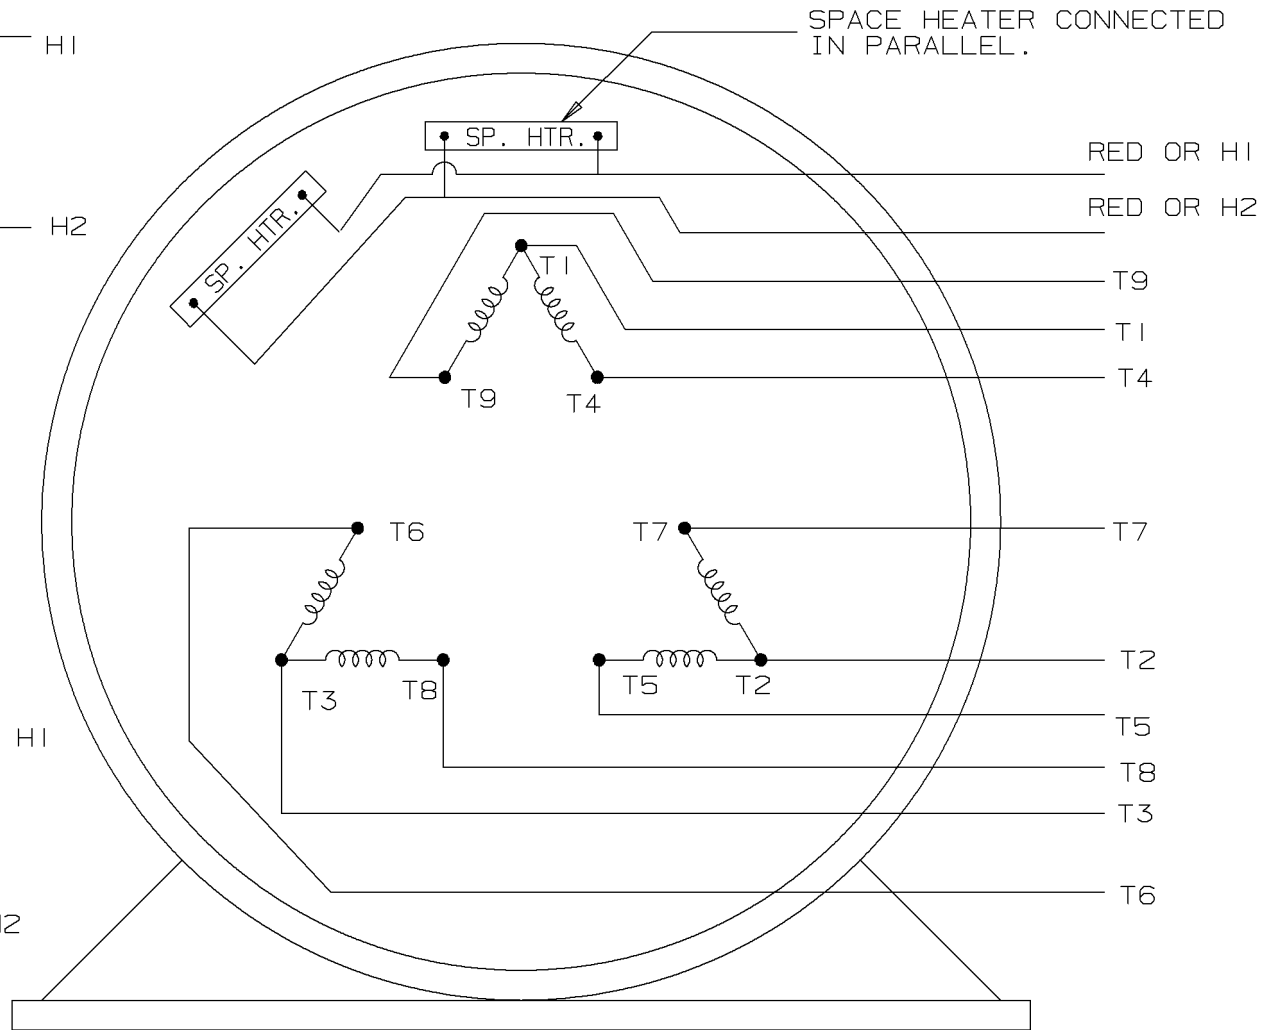 SPACE HEATER CONNECTED
IN PARALLEL.
H1
SP. HTR.
RED OR H1
RED OR H2
H2
SP. HTR.
T1
T9
T1
T9
T4
T4
T6
T7
T7
T3
T8
T5
T2
T2
T5
H1
T8
T3
T6
H2